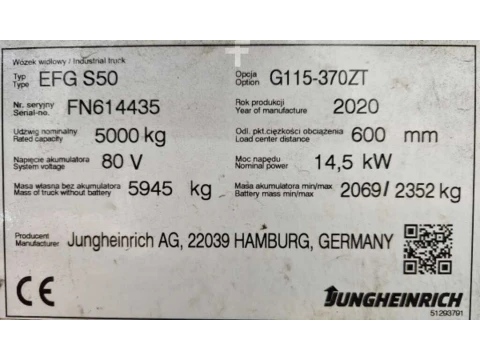 Wózek widłowy / Industrial truck
Typ
Type
EFG S50
Opcja
Option
G115-370ZT
Nr. seryjny
Serial-no.
FN614435
Rok produkcji
Year of manufacture
2020
Udźwig nominalny
Rated capacity
5000 kg
Odl. pkt.ciężkości obciążenia
Load center distance
600 mm
Napięcie akumulatora
System voltage
80 V
Moc napędu
Nominal power
14,5 kW
Masa własna bez akumulatora
Mass of truck without battery
5945 kg
Masa akumulatora min/max
Battery mass min/max
2069/ 2352 kg
Producent
Manufacturer
Jungheinrich AG, 22039 HAMBURG, GERMANY
CE
JUNGHEINRICH
51293791